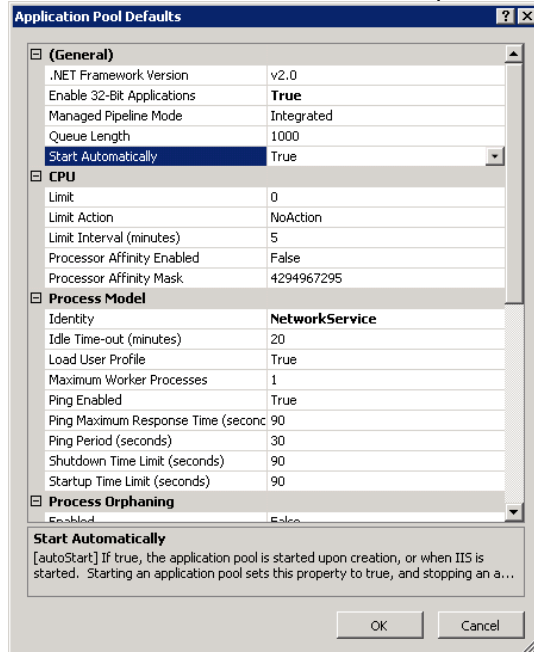 Application Pool Defaults
(General)
.NET Framework Version v2.0
Enable 32-Bit Applications True
Managed Pipeline Mode Integrated
Queue Length 1000
Start Automatically True
CPU
Limit 0
Limit Action NoAction
Limit Interval (minutes) 5
Processor Affinity Enabled False
Processor Affinity Mask 4294967295
Process Model
Identity NetworkService
Idle Time-out (minutes) 20
Load User Profile True
Maximum Worker Processes 1
Ping Enabled True
Ping Maximum Response Time (second 90
Ping Period (seconds) 30
Shutdown Time Limit (seconds) 90
Startup Time Limit (seconds) 90
Process Orphaning
Enabled False
Start Automatically
[autoStart] If true, the application pool is started upon creation, or when IIS is
started. Starting an application pool sets this property to true, and stopping an a...
OK Cancel